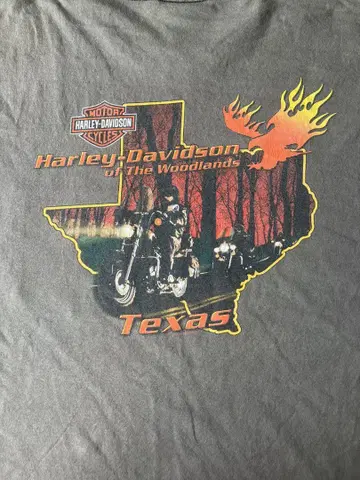 MOTOR
HARLEY-DAVIDSON
CYCLES
Harley-Davidson
of The Woodlands
Texas